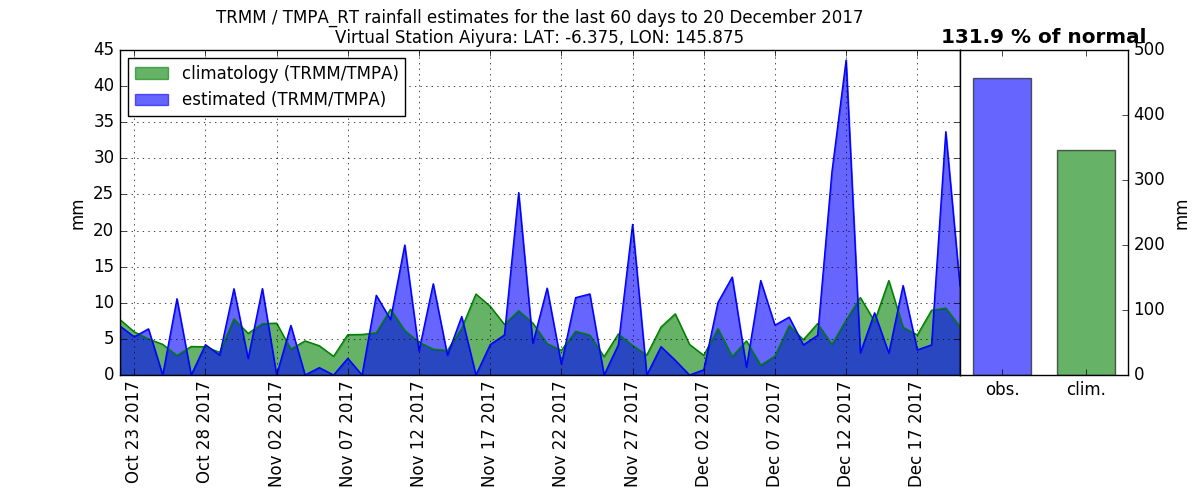 TRMM / TMPA_RT rainfall estimates for the last 60 days to 20 December 2017
Virtual Station Aiyura: LAT: -6.375, LON: 145.875
131.9 % of normal
climatology (TRMM/TMPA)
estimated (TRMM/TMPA)
45
40
35
30
25
20
15
10
5
0
mm
500
400
300
200
100
0
mm
Oct 23 2017
Oct 28 2017
Nov 02 2017
Nov 07 2017
Nov 12 2017
Nov 17 2017
Nov 22 2017
Nov 27 2017
Dec 02 2017
Dec 07 2017
Dec 12 2017
Dec 17 2017
obs.
clim.